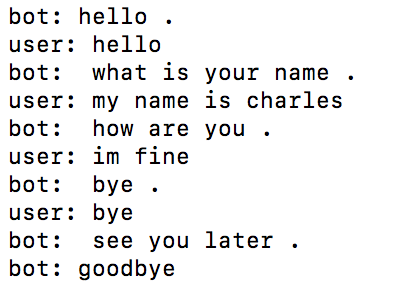 bot: hello .
user: hello
bot:  what is your name .
user: my name is charles
bot:  how are you .
user: im fine
bot:  bye .
user: bye
bot:  see you later .
bot: goodbye